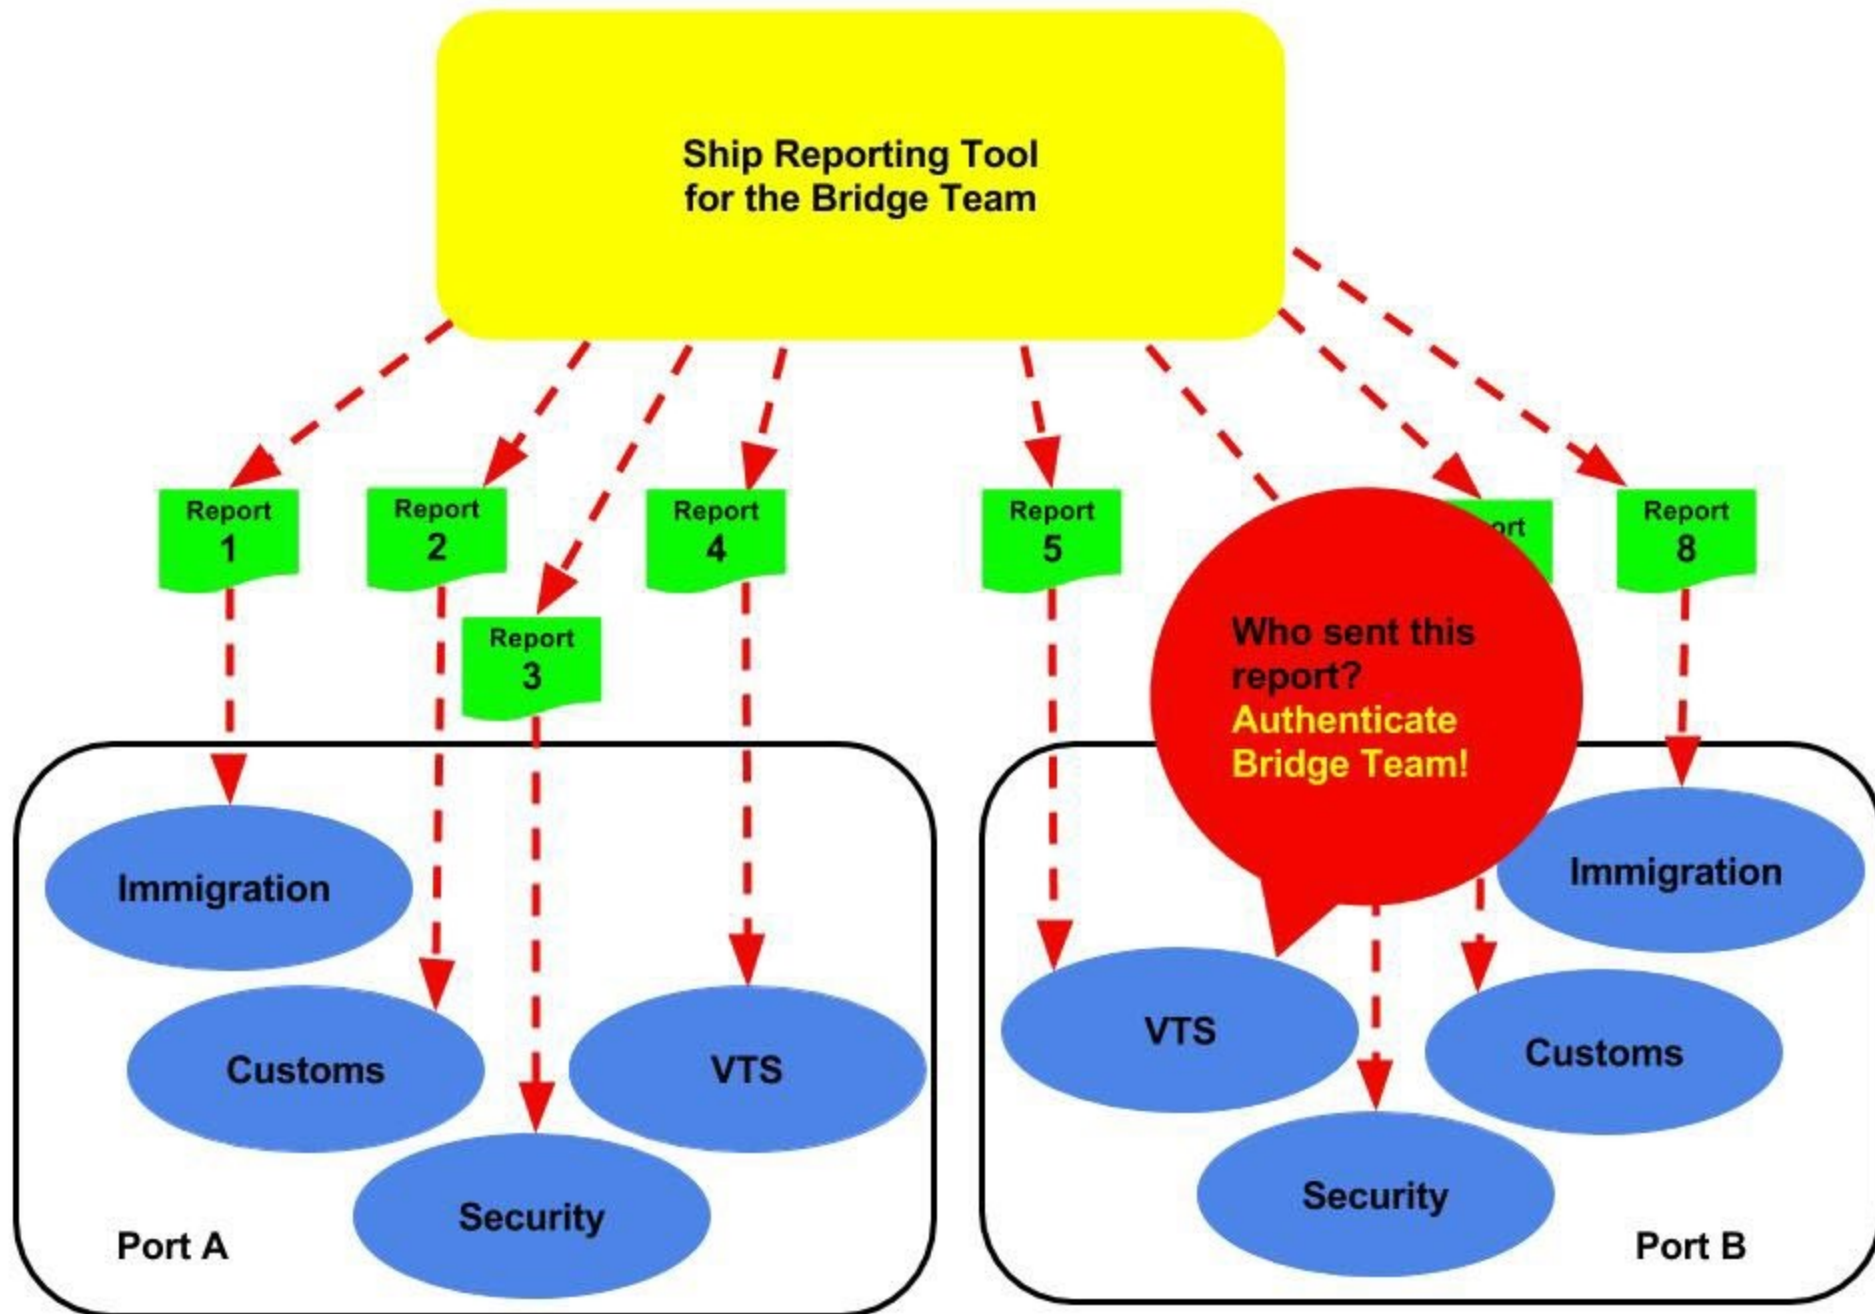 Ship Reporting Tool
for the Bridge Team
Report
1
Report
2
Report
3
Report
4
Report
5
Report
8
Who sent this
report?
Authenticate
Bridge Team!
Immigration
Customs
Security
VTS
Port A
VTS
Security
Customs
Immigration
Port B